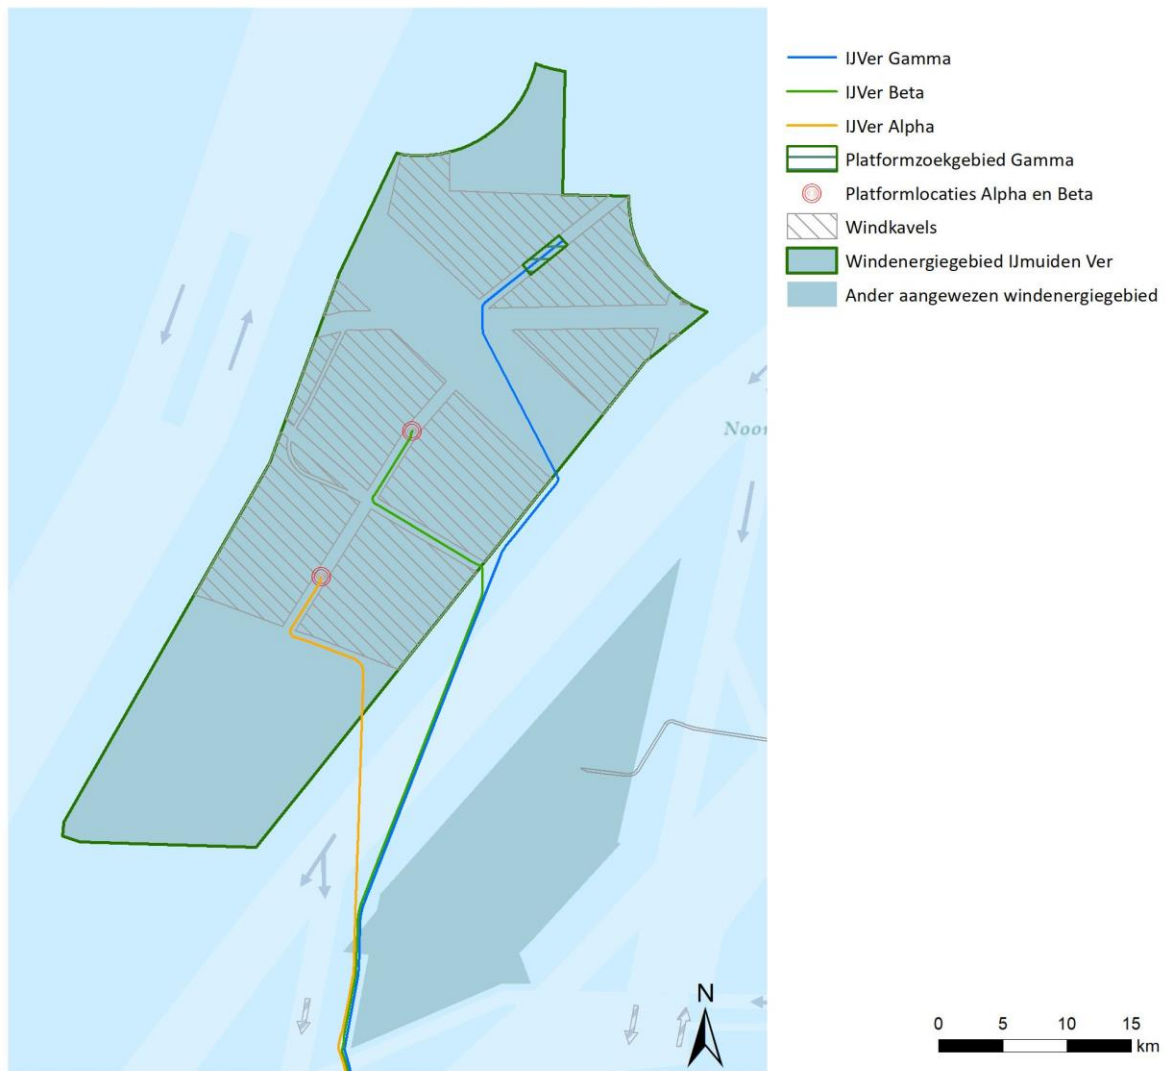 IJVer Gamma
IJVer Beta
IJVer Alpha
Platformzoekgebied Gamma
Platformlocaties Alpha en Beta
Windkavels
Windenergiegebied IJmuiden Ver
Ander aangewezen windenergiegebied
Noor
N
0 5 10 15
km